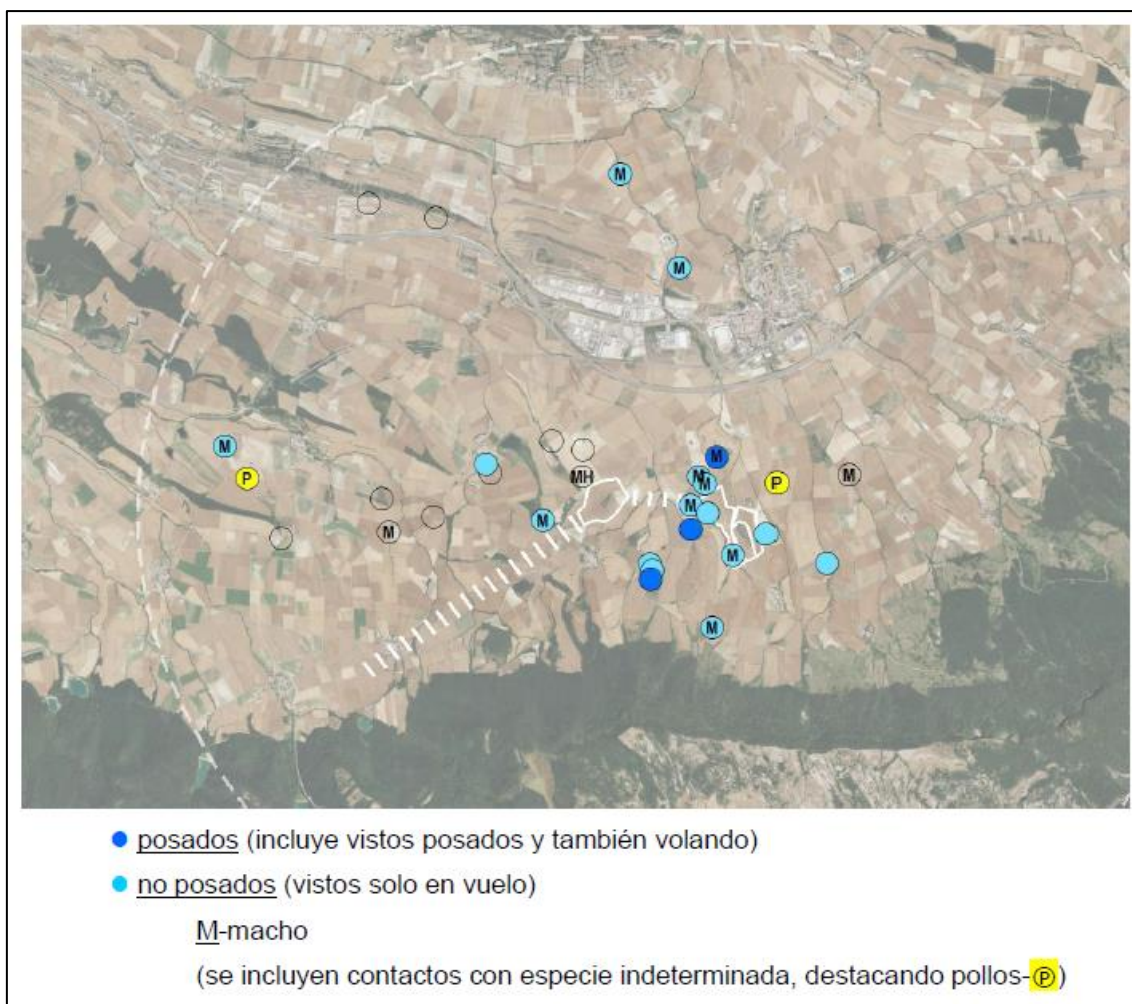 M
M
M
M
P
M
M
MH
P
M
M
M
M
M
M
posados (incluye vistos posados y también volando)
no posados (vistos solo en vuelo)
M-macho
(se incluyen contactos con especie indeterminada, destacando pollos-P)